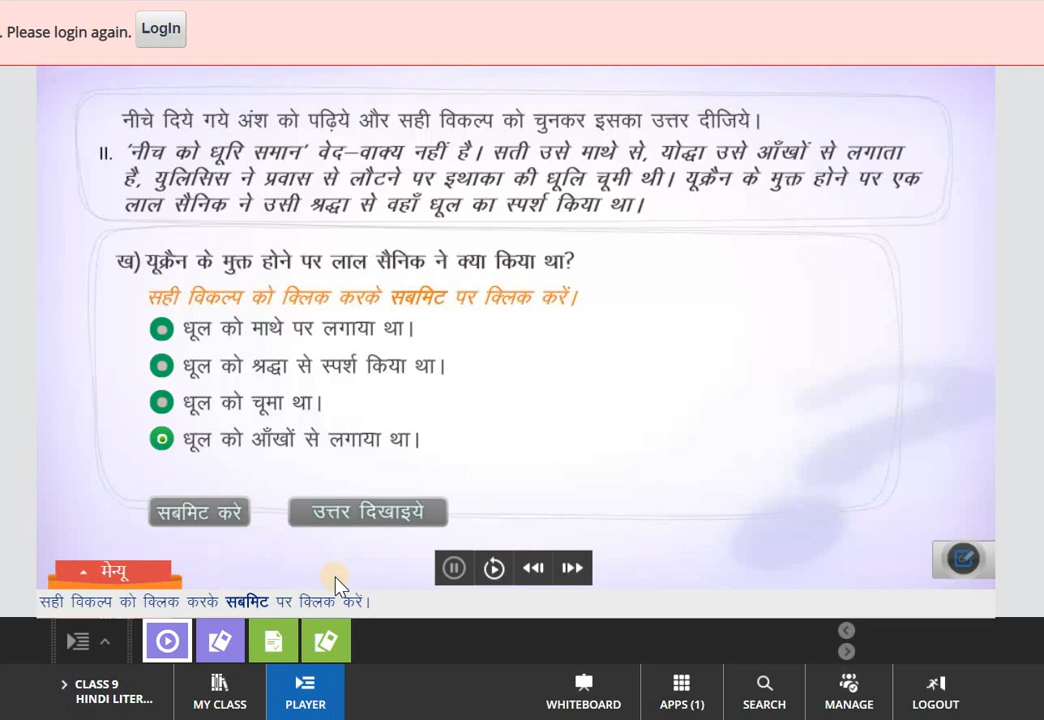 . Please login again. LogIn
नीचे दिये गये अंश को पढ़िये और सही विकल्प को चुनकर इसका उत्तर दीजिये।
II. 'नीच को धूरि समान' वेद–वाक्य नहीं है। सती उसे माथे से, योद्धा उसे आँखों से लगाता
है, युलिसिस ने प्रवास से लौटने पर इथाका की धूलि चूमी थी। यूक्रैन के मुक्त होने पर एक
लाल सैनिक ने उसी श्रद्धा से वहाँ धूल का स्पर्श किया था।
ख) यूक्रैन के मुक्त होने पर लाल सैनिक ने क्या किया था?
सही विकल्प को क्लिक करके सबमिट पर क्लिक करें।
धूल को माथे पर लगाया था।
धूल को श्रद्धा से स्पर्श किया था।
धूल को चूमा था।
धूल को आँखों से लगाया था।
सबमिट करे उत्तर दिखाइये
मेन्यू
सही विकल्प को क्लिक करके सबमिट पर क्लिक करें।
CLASS 9
HINDI LITER...
MY CLASS PLAYER WHITEBOARD APPS (1) SEARCH MANAGE LOGOUT